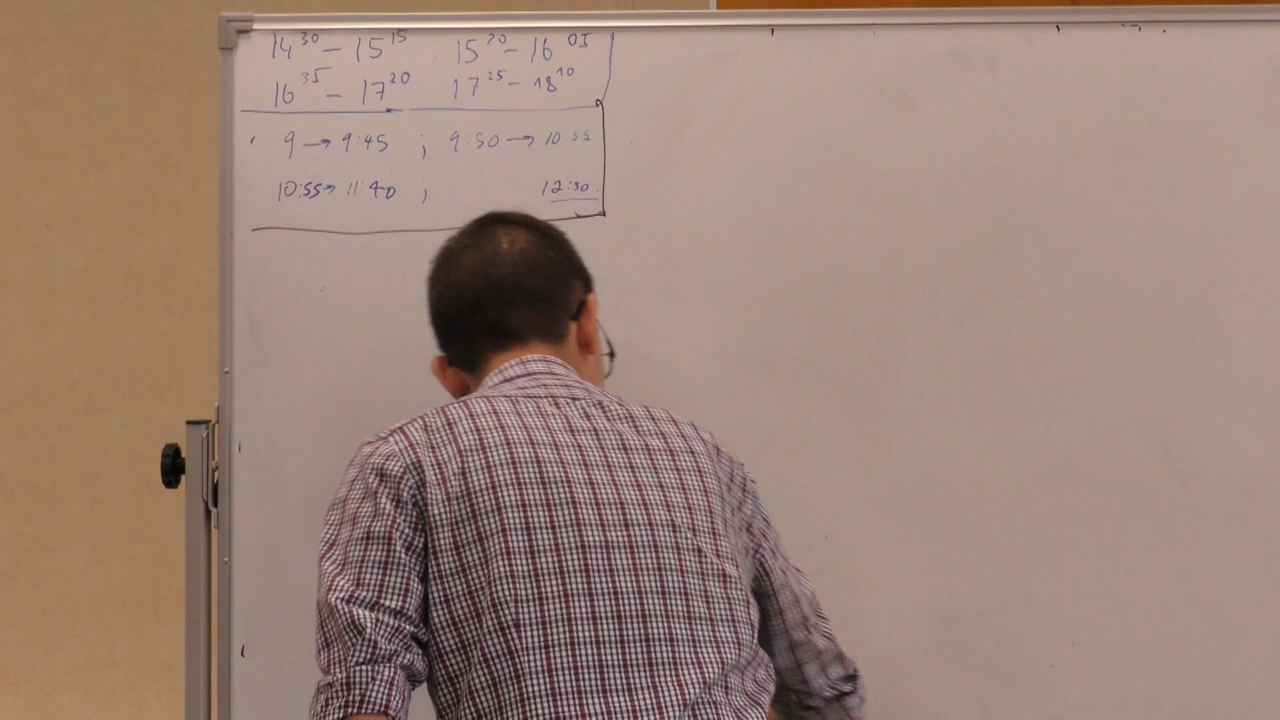 14³⁰ – 15¹⁵ 15²⁰ – 16⁰⁵
16³⁵ – 17²⁰ 17²⁵ – 18¹⁰
9 → 9:45 ; 9:50 → 10:35
10:55 → 11:40 ; 12:30